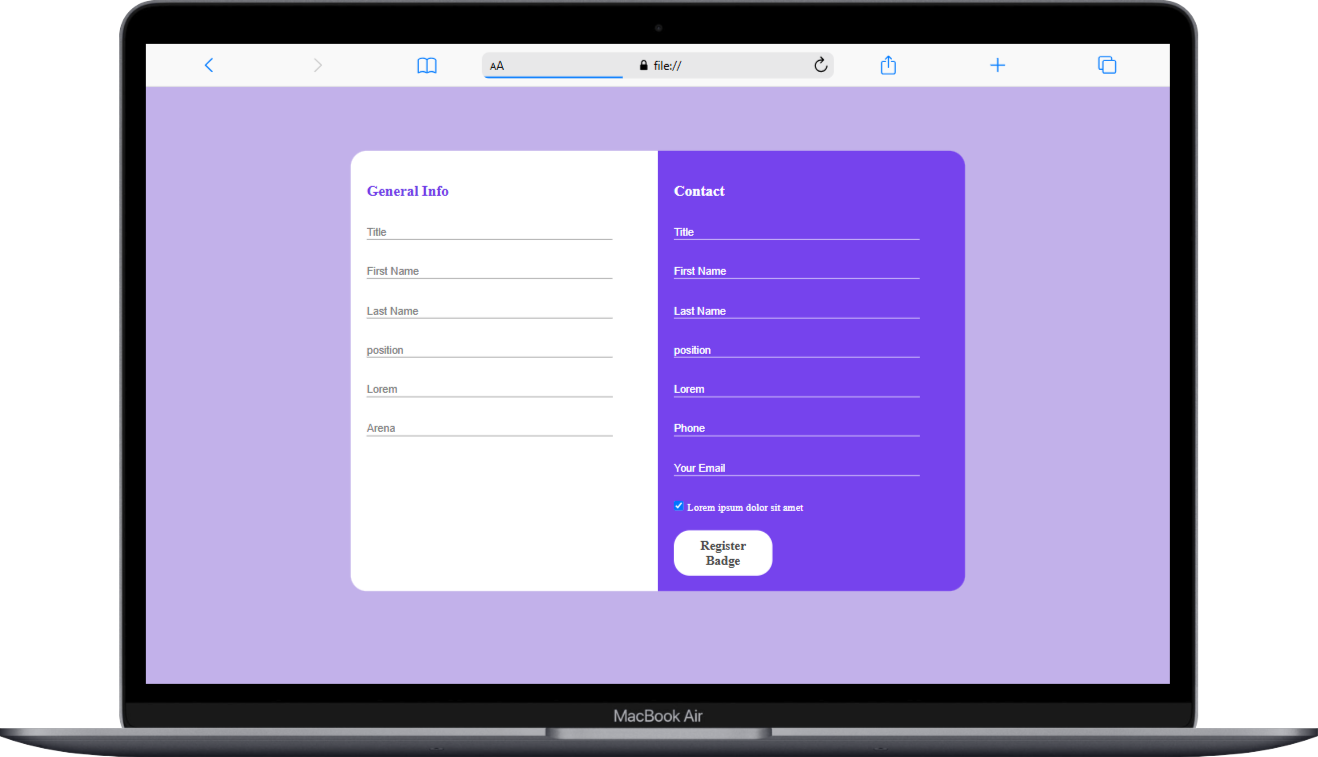 AA file://
General Info
Title
First Name
Last Name
position
Lorem
Arena
Contact
Title
First Name
Last Name
position
Lorem
Phone
Your Email
Lorem ipsum dolor sit amet
Register
Badge
MacBook Air